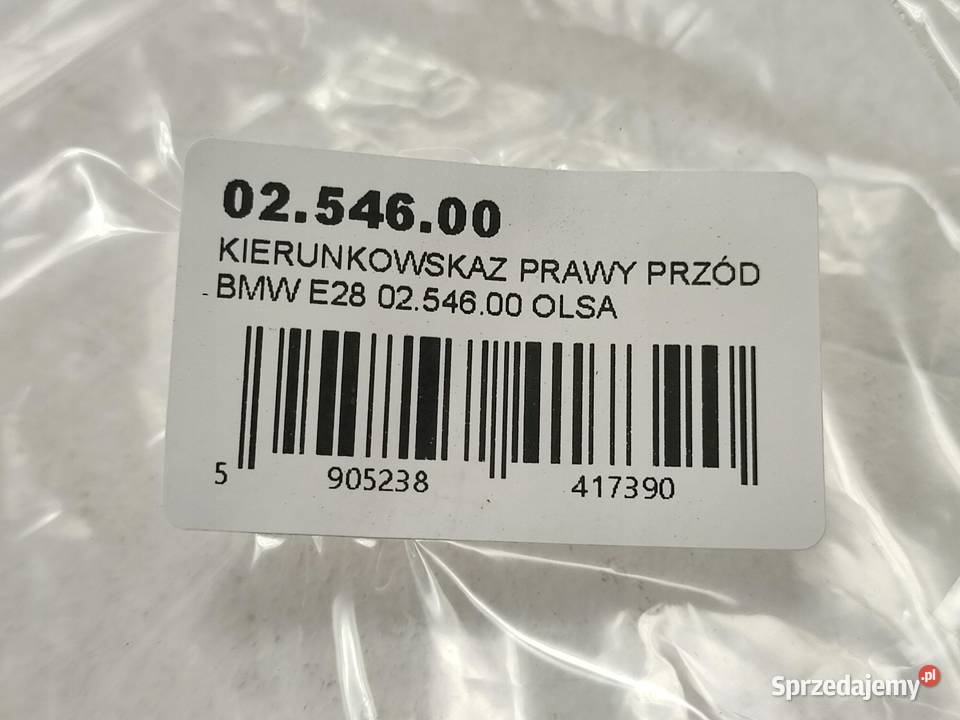 02.546.00
KIERUNKOWSKAZ PRAWY PRZÓD
BMW E28 02.546.00 OLSA
5 905238 417390
Sprzedajemy.pl